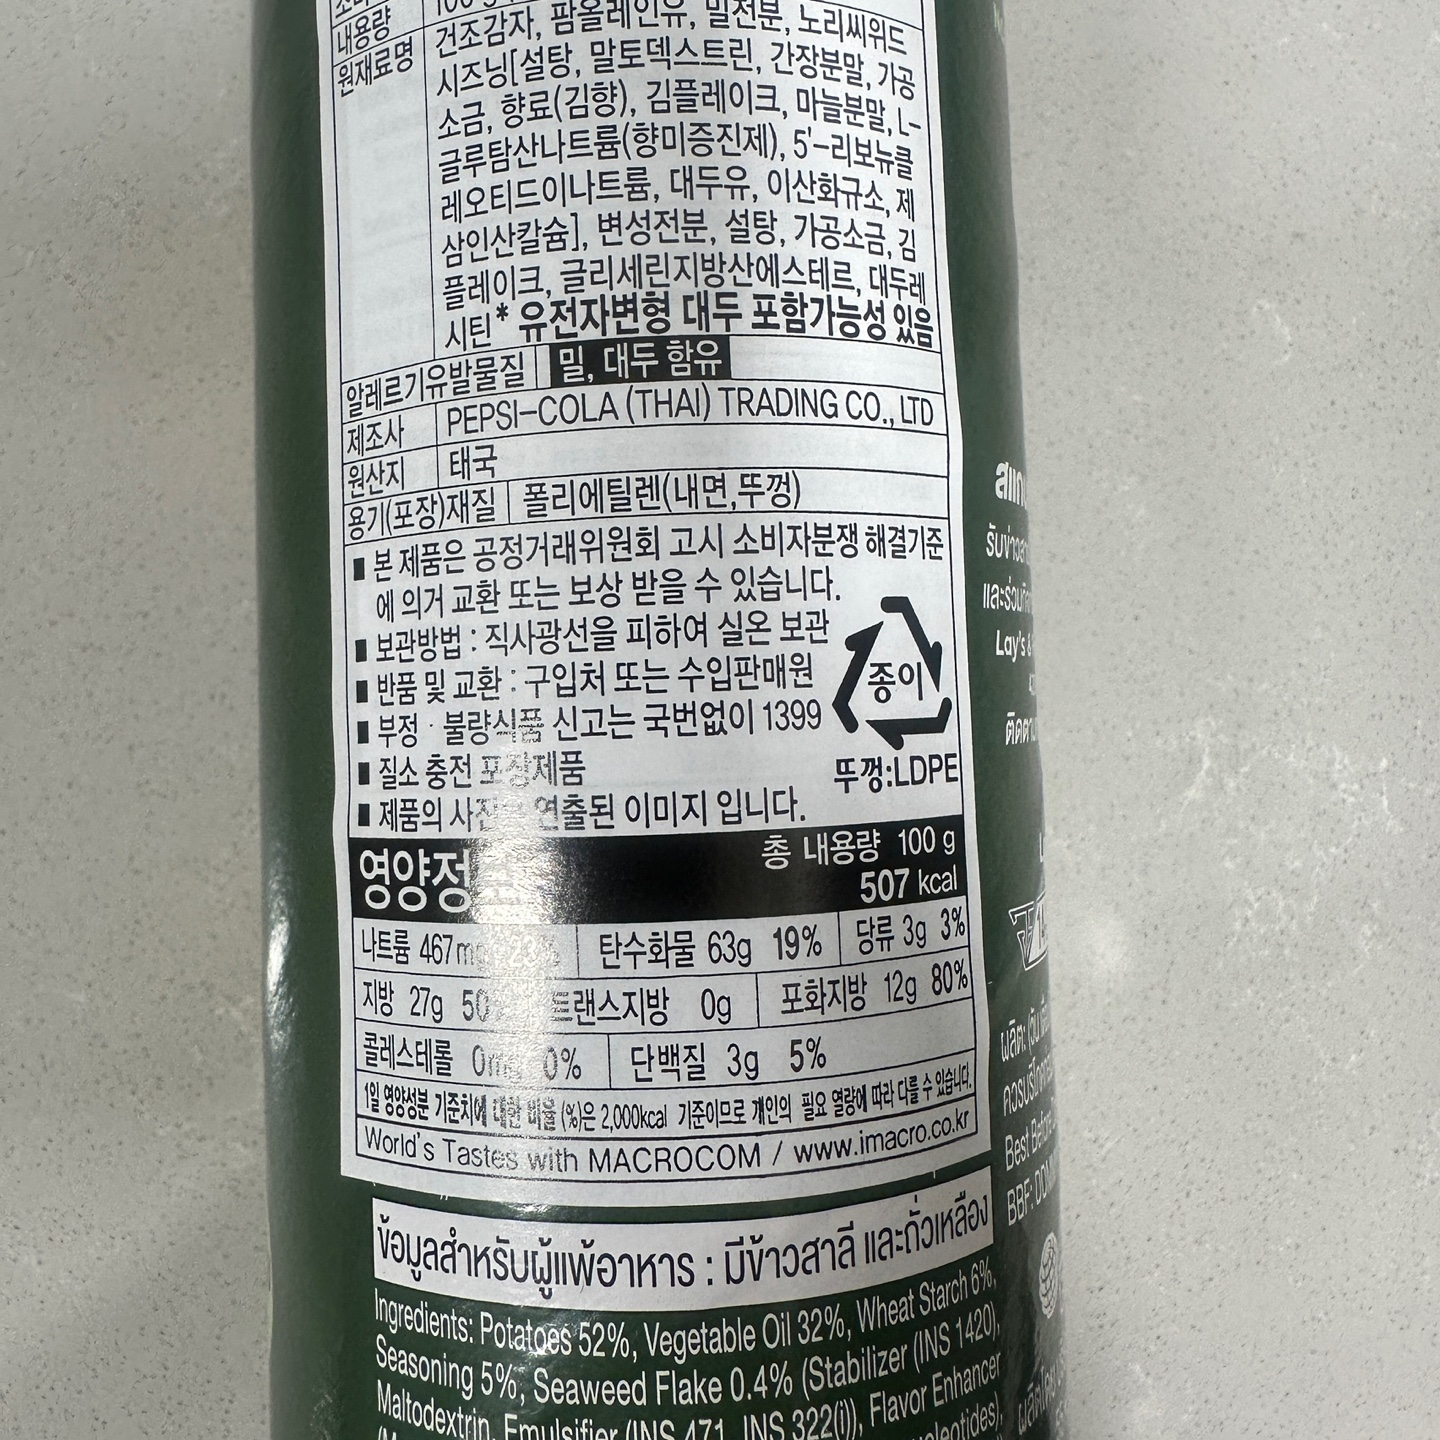 내용량 100 g
원재료명 건조감자, 팜올레인유, 밀전분, 노리씨위드
시즈닝[설탕, 말토덱스트린, 간장분말, 가공
소금, 향료(김향), 김플레이크, 마늘분말, L-
글루탐산나트륨(향미증진제), 5'-리보뉴클
레오티드이나트륨, 대두유, 이산화규소, 제
삼인산칼슘], 변성전분, 설탕, 가공소금, 김
플레이크, 글리세린지방산에스테르, 대두레
시틴 * 유전자변형 대두 포함가능성 있음
알레르기유발물질 밀, 대두 함유
제조사 PEPSI-COLA (THAI) TRADING CO., LTD
원산지 태국
용기(포장)재질 폴리에틸렌(내면,뚜껑)
■ 본 제품은 공정거래위원회 고시 소비자분쟁 해결기준
에 의거 교환 또는 보상 받을 수 있습니다.
■ 보관방법 : 직사광선을 피하여 실온 보관
■ 반품 및 교환 : 구입처 또는 수입판매원
■ 부정 · 불량식품 신고는 국번없이 1399
■ 질소 충전 포장제품
■ 제품의 사진은 연출된 이미지 입니다.
종이
뚜껑:LDPE
영양정보 총 내용량 100 g
507 kcal
나트륨 467mg 23% 탄수화물 63g 19% 당류 3g 3%
지방 27g 50% 트랜스지방 0g 포화지방 12g 80%
콜레스테롤 0mg 0% 단백질 3g 5%
1일 영양성분 기준치에 대한 비율 (%)은 2,000kcal 기준이므로 개인의 필요 열량에 따라 다를 수 있습니다.
World's Tastes with MACROCOM / www.imacro.co.kr
ข้อมูลสำหรับผู้แพ้อาหาร : มีข้าวสาลี และถั่วเหลือง
Ingredients: Potatoes 52%, Vegetable Oil 32%, Wheat Starch 6%,
Seasoning 5%, Seaweed Flake 0.4% (Stabilizer (INS 1420),
Maltodextrin, Emulsifier (INS 471, INS 322(i)), Flavor Enhancer
Lay's &
Best Before
BBF: